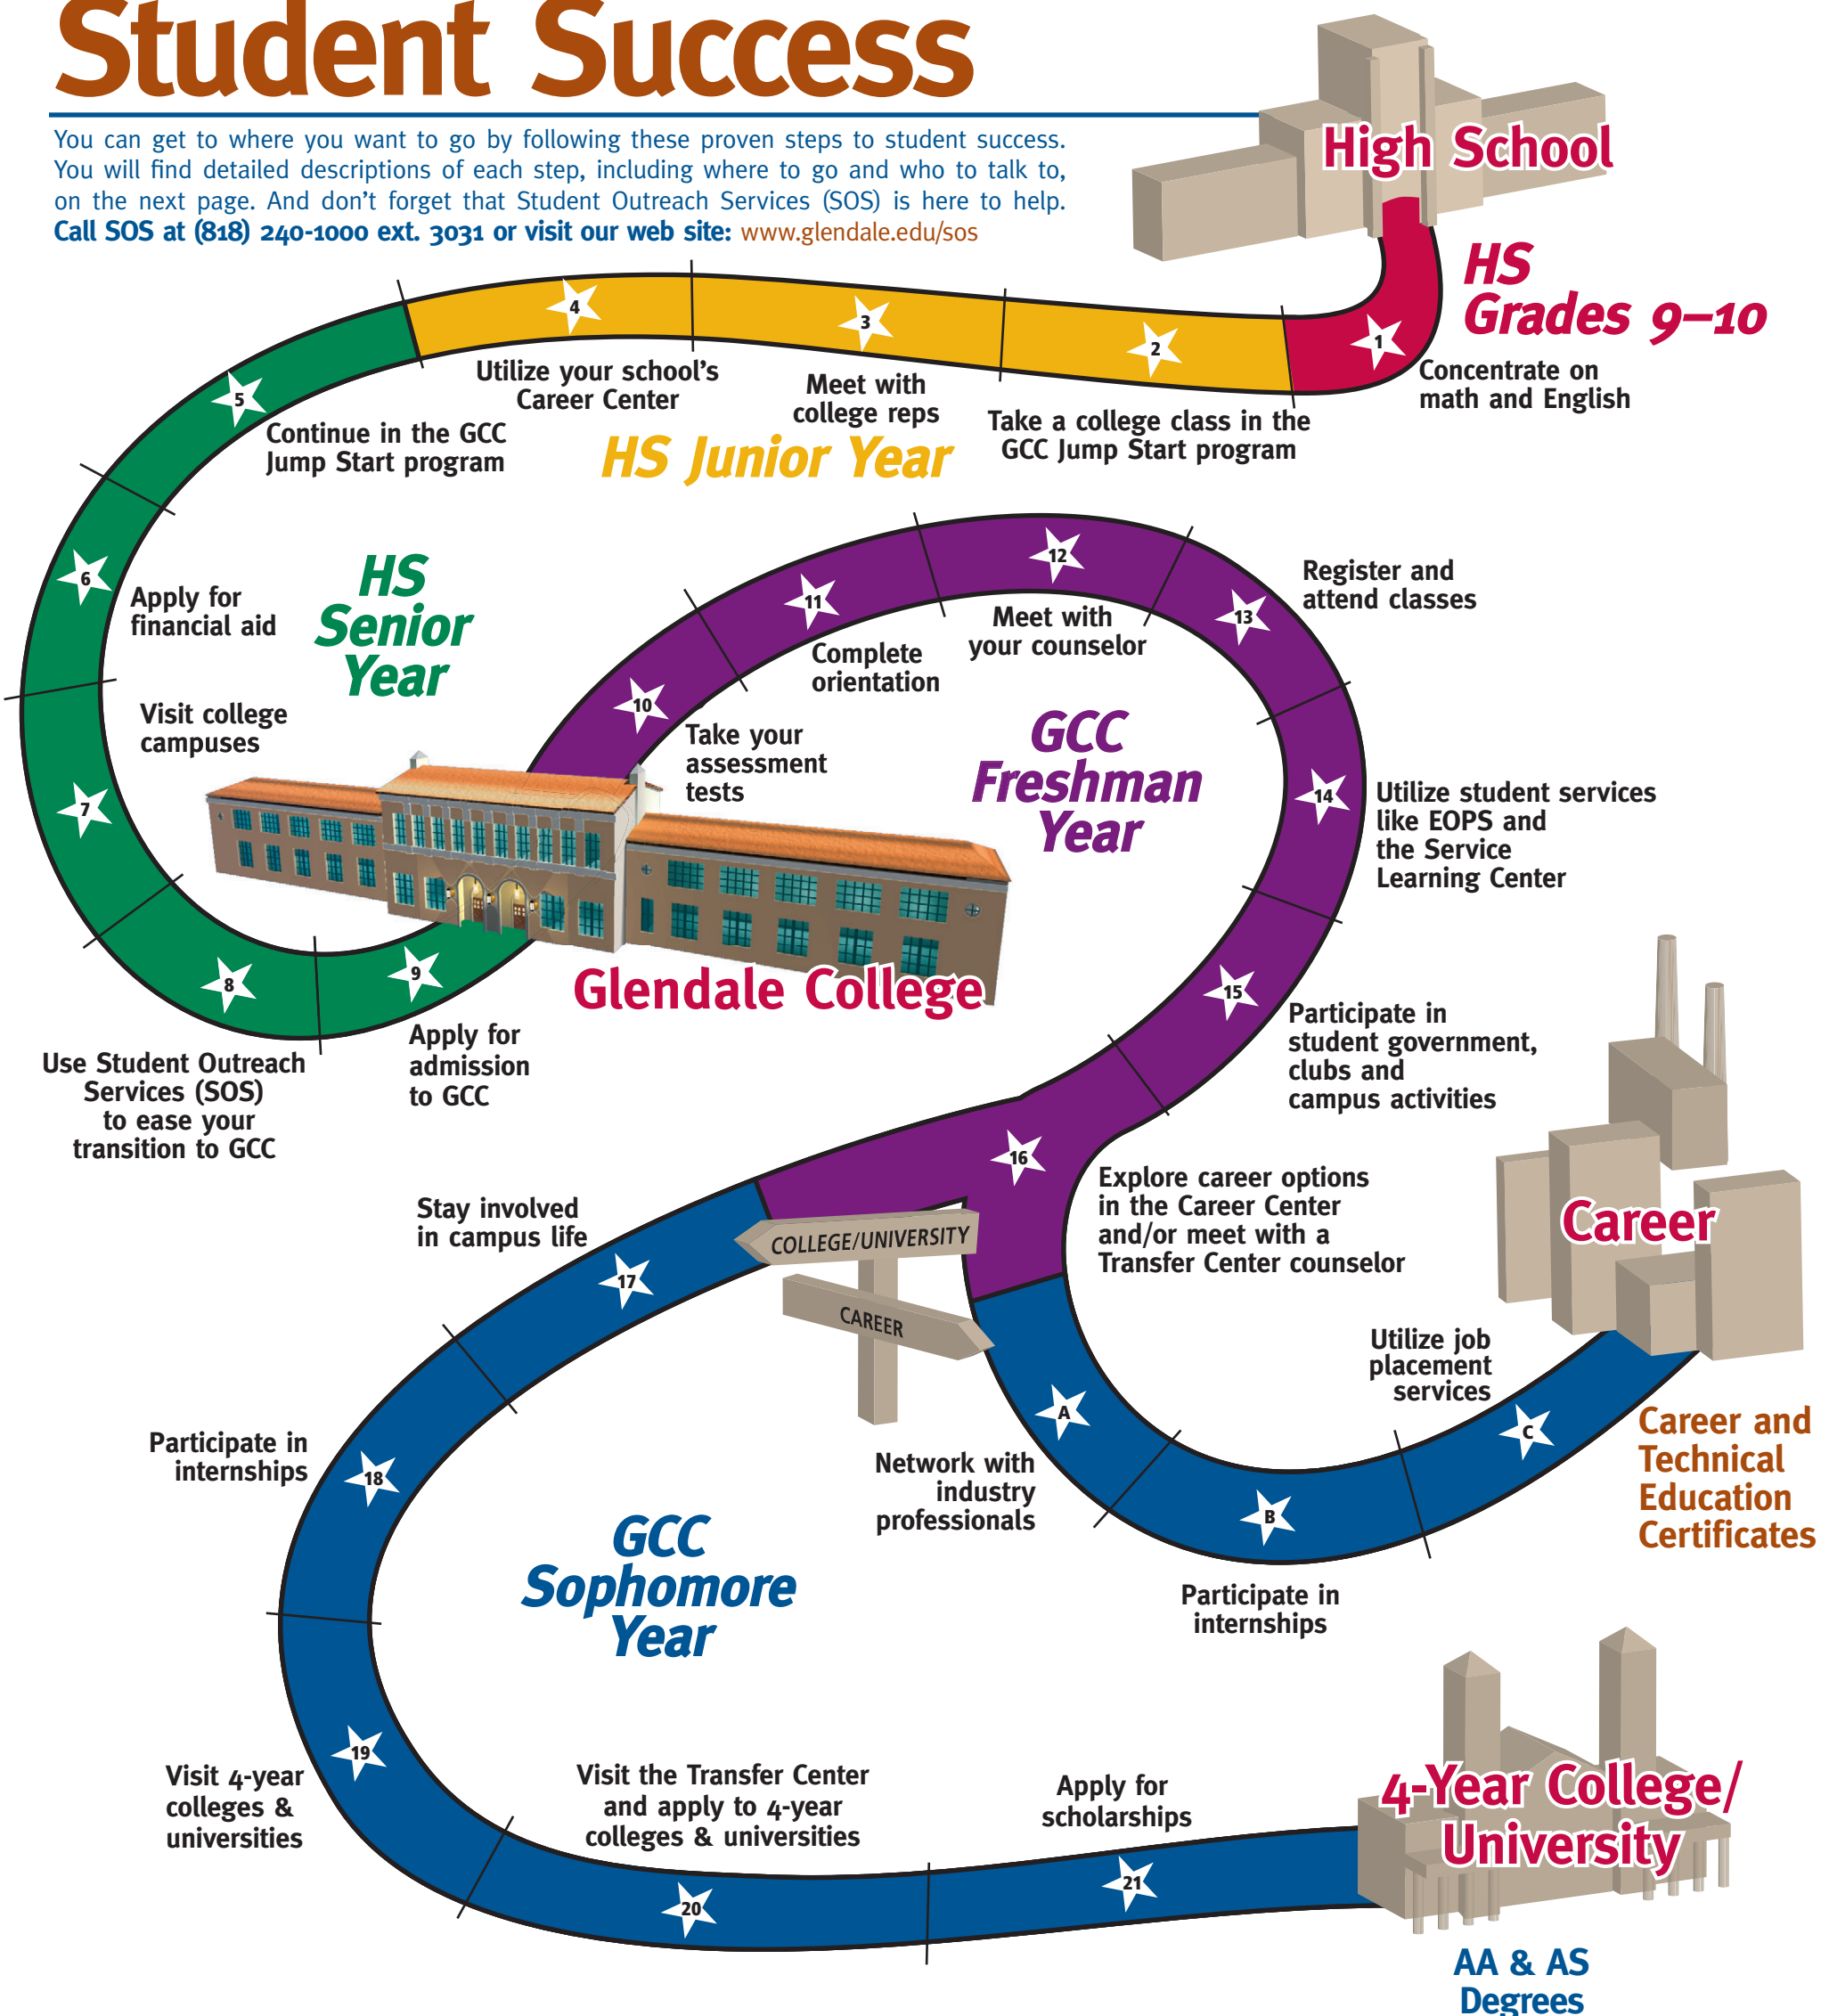 Student Success
You can get to where you want to go by following these proven steps to student success.
You will find detailed descriptions of each step, including where to go and who to talk to,
on the next page. And don't forget that Student Outreach Services (SOS) is here to help.
Call SOS at (818) 240-1000 ext. 3031 or visit our web site: www.glendale.edu/sos
High School
HS
Grades 9–10
1
Concentrate on
math and English
2
Take a college class in the
GCC Jump Start program
3
Meet with
college reps
4
Utilize your school's
Career Center
HS Junior Year
5
Continue in the GCC
Jump Start program
6
Apply for
financial aid
HS
Senior
Year
7
Visit college
campuses
8
Use Student Outreach
Services (SOS)
to ease your
transition to GCC
9
Apply for
admission
to GCC
Glendale College
10
Take your
assessment
tests
11
Complete
orientation
12
Meet with
your counselor
13
Register and
attend classes
GCC
Freshman
Year
14
Utilize student services
like EOPS and
the Service
Learning Center
15
Participate in
student government,
clubs and
campus activities
16
Explore career options
in the Career Center
and/or meet with a
Transfer Center counselor
COLLEGE/UNIVERSITY
CAREER
A
Network with
industry
professionals
B
Participate in
internships
C
Utilize job
placement
services
Career
Career and
Technical
Education
Certificates
17
Stay involved
in campus life
18
Participate in
internships
GCC
Sophomore
Year
19
Visit 4-year
colleges &
universities
20
Visit the Transfer Center
and apply to 4-year
colleges & universities
21
Apply for
scholarships
4-Year College/
University
AA & AS
Degrees